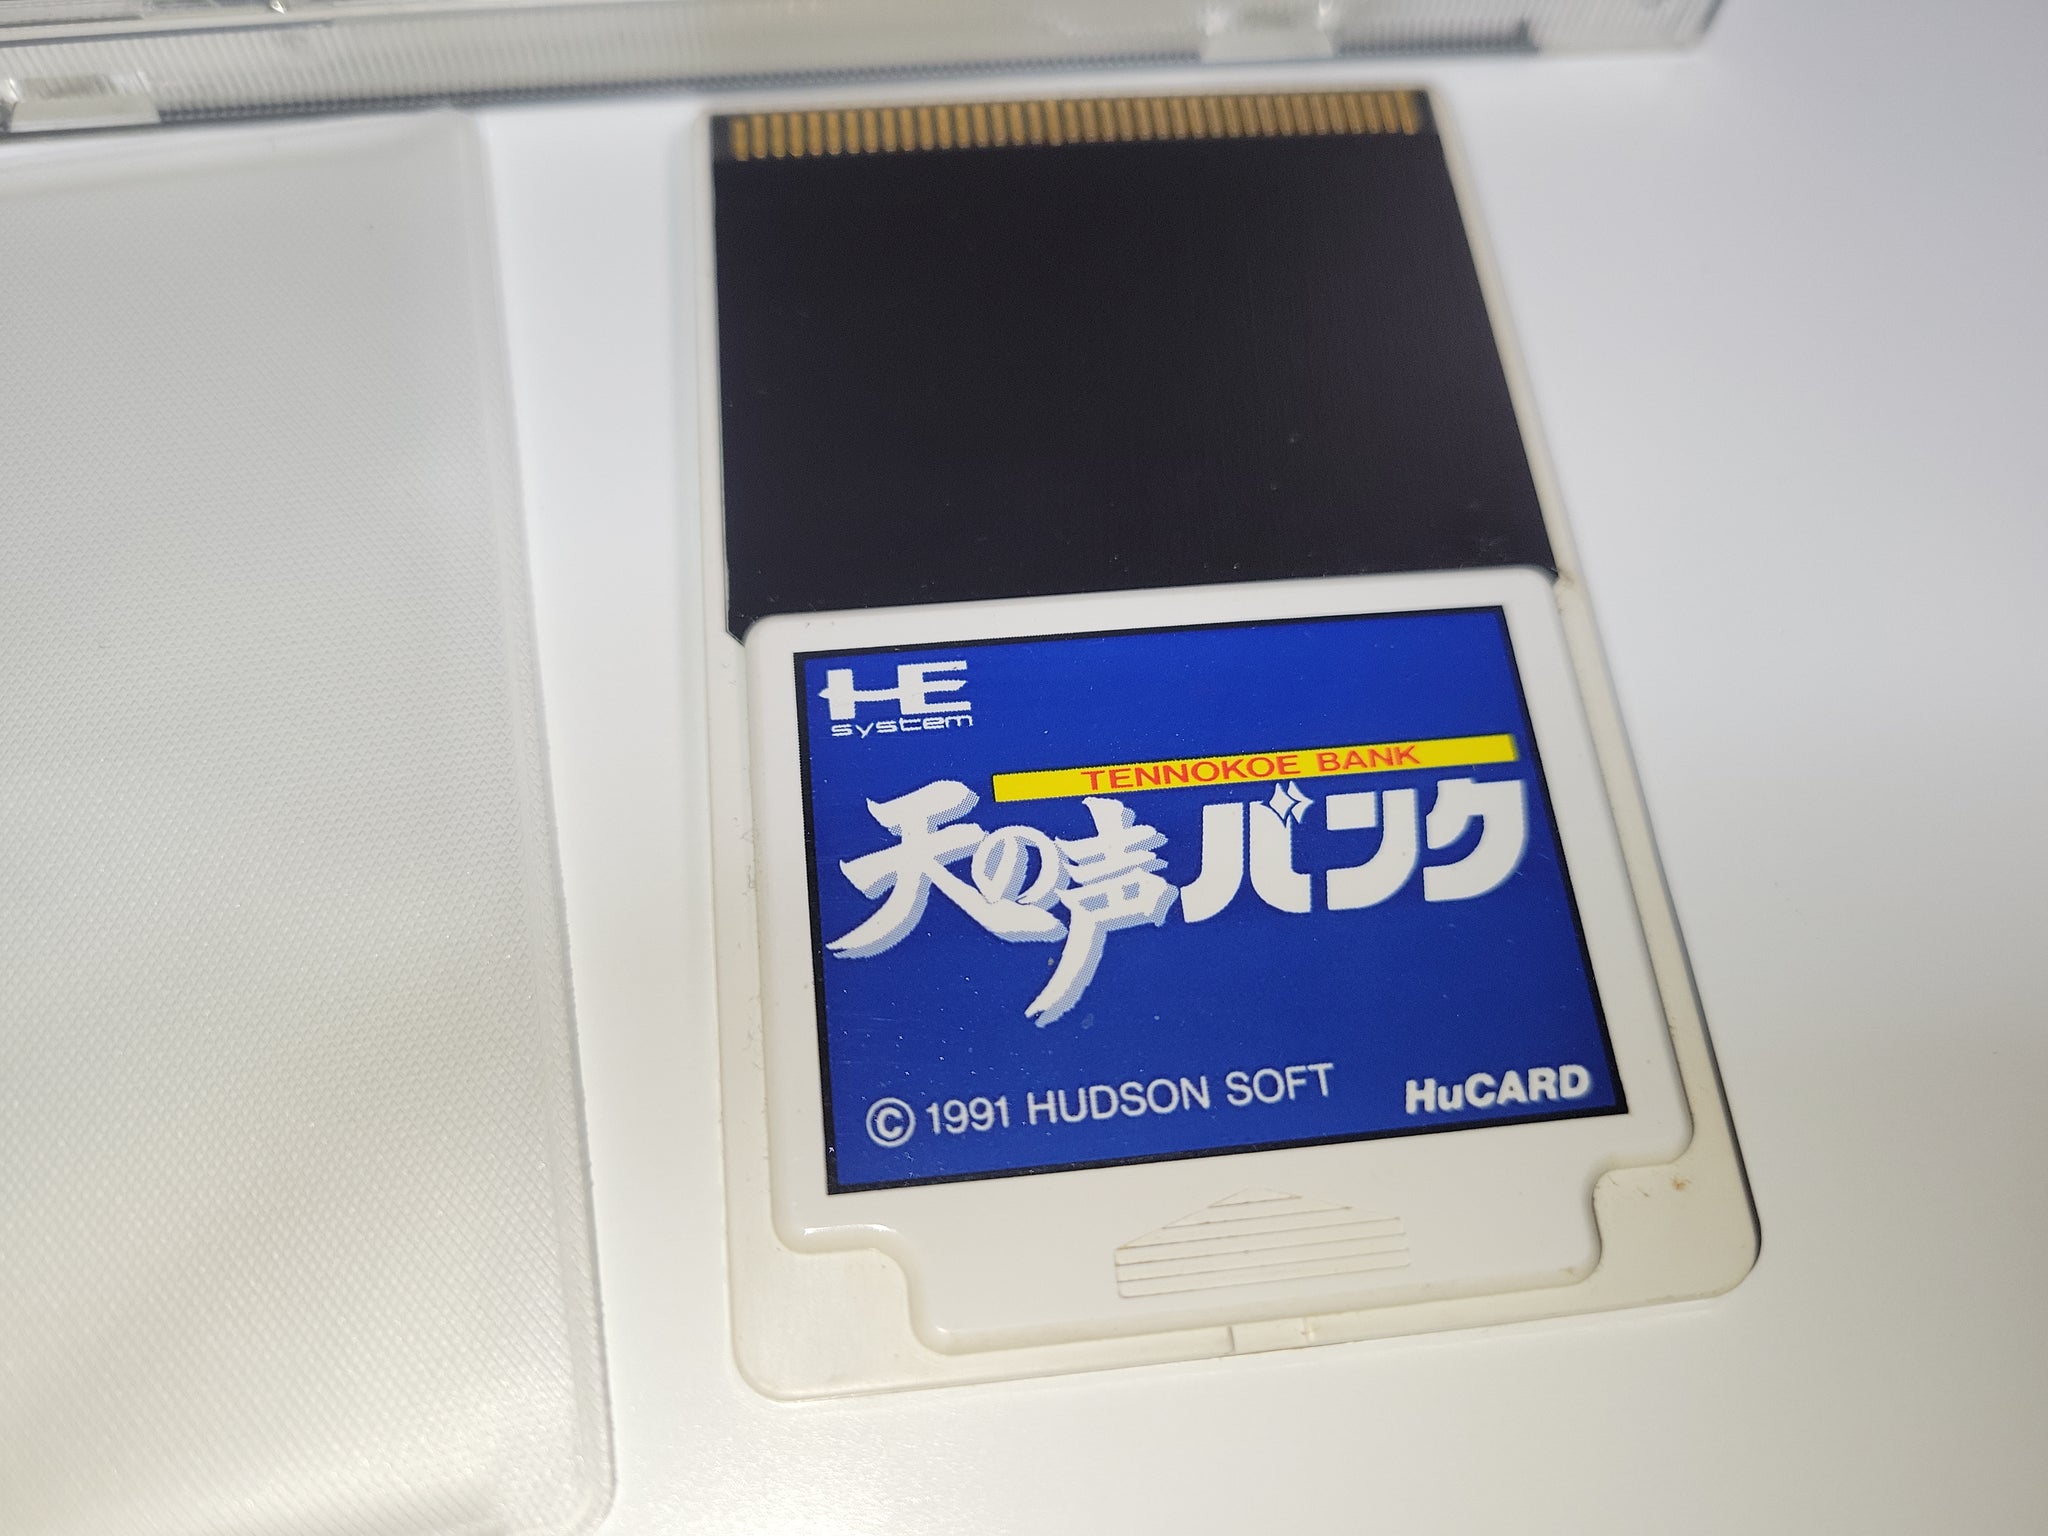 HE
system
TENNOKOE BANK
天の声バンク
© 1991 HUDSON SOFT
HuCARD